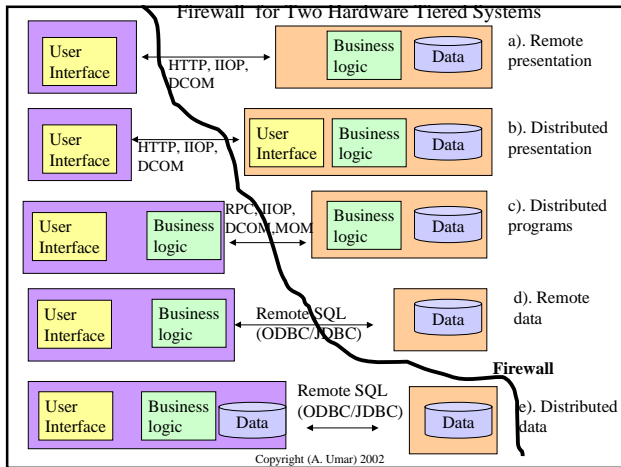 Firewall for Two Hardware Tiered Systems
User
Interface
HTTP, IIOP,
DCOM
Business
logic
Data
a). Remote
presentation
User
Interface
HTTP, IIOP,
DCOM
User
Interface
Business
logic
Data
b). Distributed
presentation
User
Interface
Business
logic
RPC, IIOP,
DCOM,MOM
Business
logic
Data
c). Distributed
programs
User
Interface
Business
logic
Remote SQL
(ODBC/JDBC)
Data
d). Remote
data
Firewall
User
Interface
Business
logic
Data
Remote SQL
(ODBC/JDBC)
Data
e). Distributed
data
Copyright (A. Umar) 2002